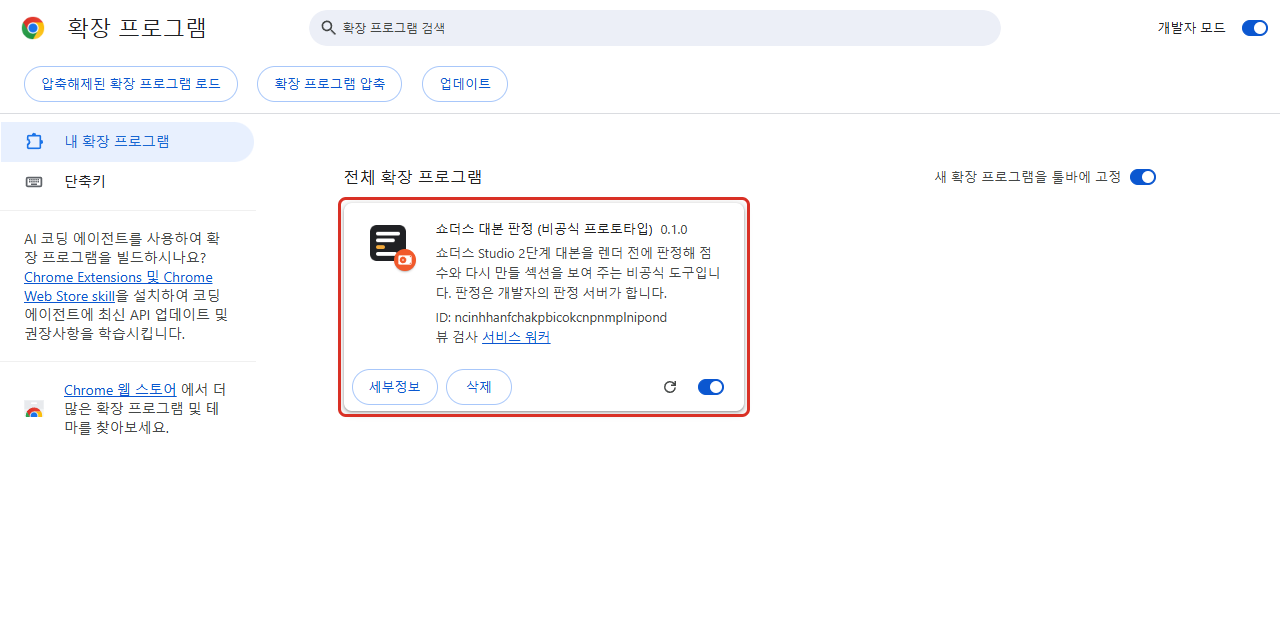 확장 프로그램
확장 프로그램 검색
개발자 모드
압축해제된 확장 프로그램 로드
확장 프로그램 압축
업데이트
내 확장 프로그램
단축키
AI 코딩 에이전트를 사용하여 확
장 프로그램을 빌드하시나요?
Chrome Extensions 및 Chrome
Web Store skill을 설치하여 코딩
에이전트에 최신 API 업데이트 및
권장사항을 학습시킵니다.
Chrome 웹 스토어 에서 더
많은 확장 프로그램 및 테
마를 찾아보세요.
전체 확장 프로그램
새 확장 프로그램을 툴바에 고정
쇼더스 대본 판정 (비공식 프로토타입) 0.1.0
쇼더스 Studio 2단계 대본을 렌더 전에 판정해 점
수와 다시 만들 섹션을 보여 주는 비공식 도구입니
다. 판정은 개발자의 판정 서버가 합니다.
ID: ncinhhanfchakpbicokcnpnmplnipond
뷰 검사 서비스 워커
세부정보
삭제